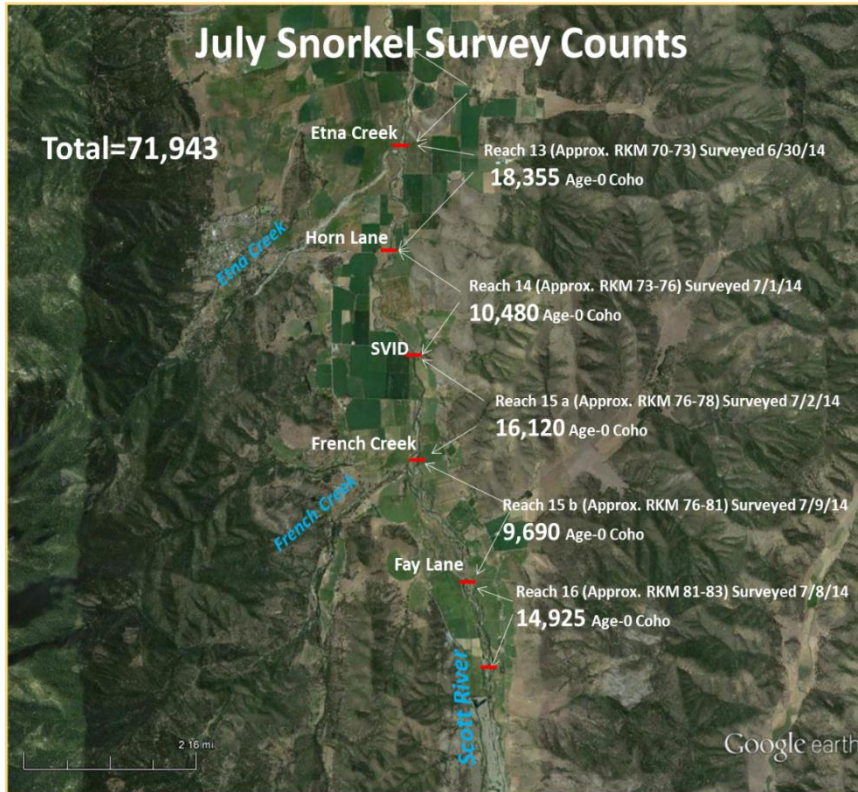 July Snorkel Survey Counts
Total=71,943
Etna Creek
Reach 13 (Approx. RKM 70-73) Surveyed 6/30/14
18,355 Age-0 Coho
Etna Creek
Horn Lane
Reach 14 (Approx. RKM 73-76) Surveyed 7/1/14
10,480 Age-0 Coho
SVID
Reach 15 a (Approx. RKM 76-78) Surveyed 7/2/14
16,120 Age-0 Coho
French Creek
French Creek
Reach 15 b (Approx. RKM 76-81) Surveyed 7/9/14
9,690 Age-0 Coho
Fay Lane
Reach 16 (Approx. RKM 81-83) Surveyed 7/8/14
14,925 Age-0 Coho
Scott River
2.16 mi
Google earth